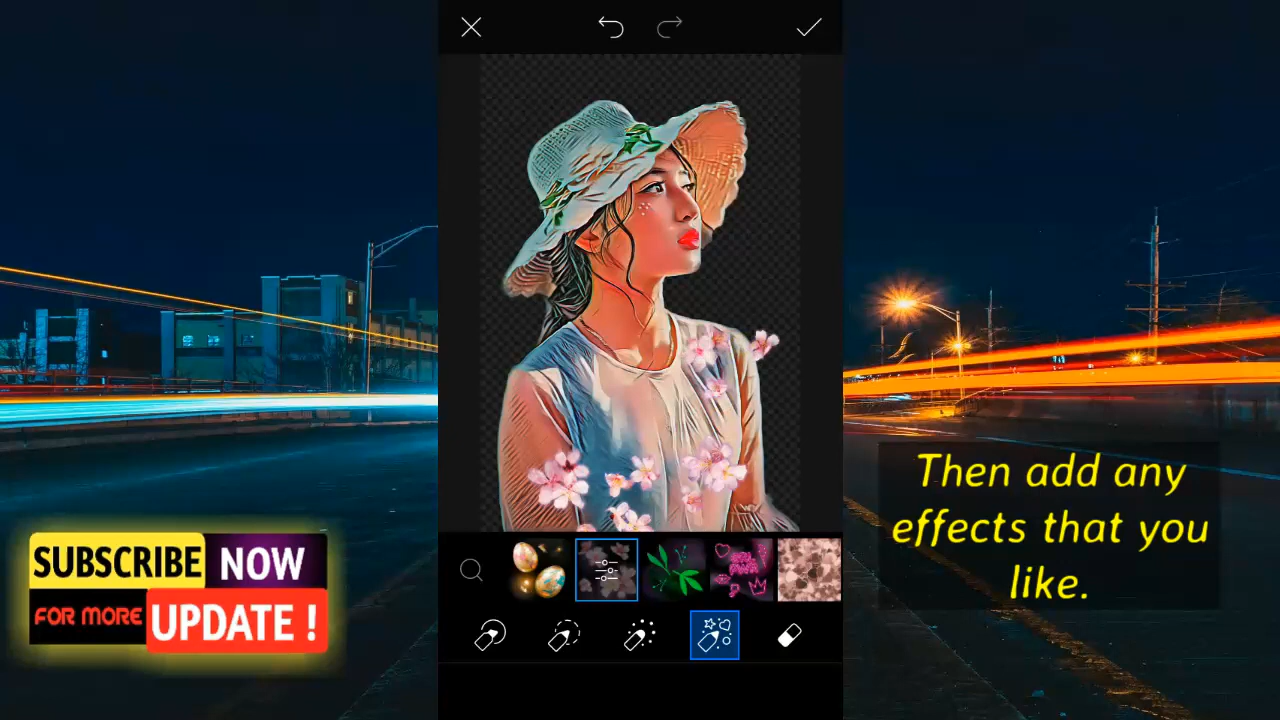 Then add any
effects that you
like.
SUBSCRIBE NOW
FOR MORE UPDATE !